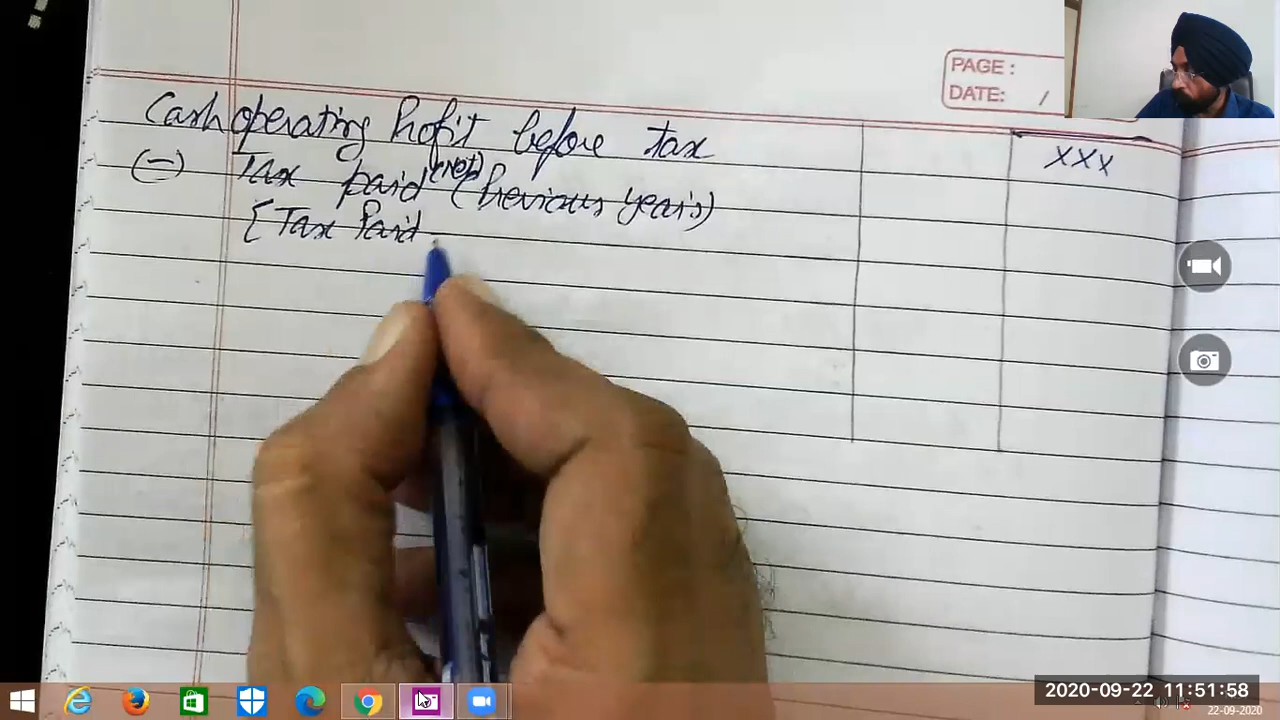 PAGE :
DATE: /
Cash operating Profit before tax
XXX
(-) Tax paid (net) (Previous year's)
[Tax Paid -
2020-09-22 11:51:58
22-09-2020